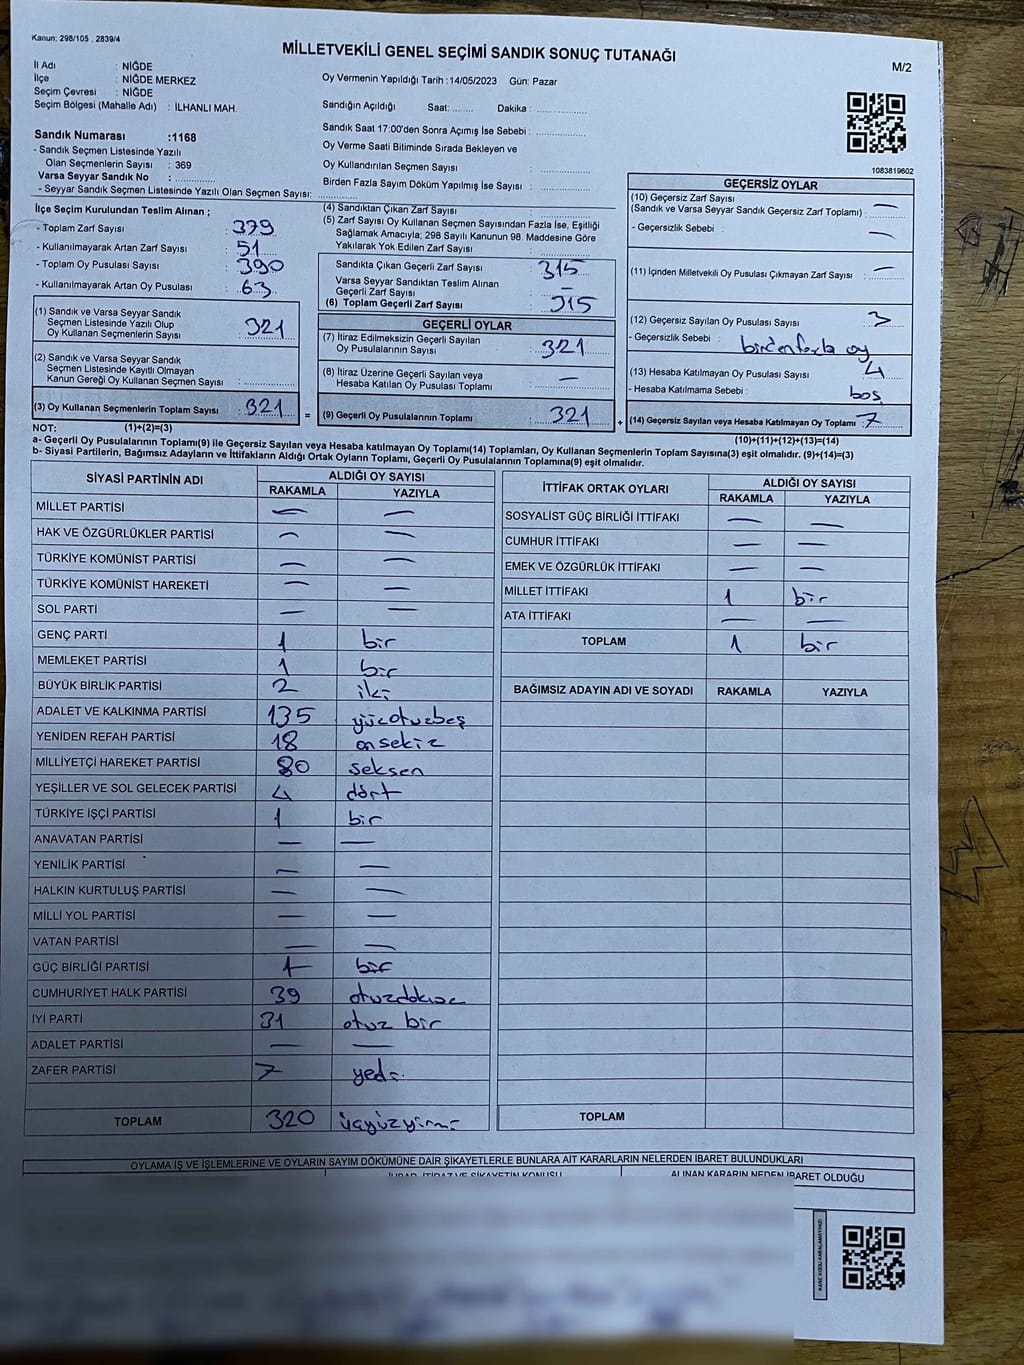 Kanun: 298/105 , 2839/4
MİLLETVEKİLİ GENEL SEÇİMİ SANDIK SONUÇ TUTANAĞI
M/2
İl Adı : NİĞDE
İlçe : NİĞDE MERKEZ
Seçim Çevresi : NİĞDE
Seçim Bölgesi (Mahalle Adı) : İLHANLI MAH.
Sandık Numarası :1168
- Sandık Seçmen Listesinde Yazılı
Olan Seçmenlerin Sayısı : 369
Varsa Seyyar Sandık No :
- Seyyar Sandık Seçmen Listesinde Yazılı Olan Seçmen Sayısı:
Oy Vermenin Yapıldığı Tarih :14/05/2023 Gün: Pazar
Sandığın Açıldığı Saat: Dakika :
Sandık Saat 17:00'den Sonra Açımış İse Sebebi :
Oy Verme Saati Bitiminde Sırada Bekleyen ve
Oy Kullandırılan Seçmen Sayısı :
Birden Fazla Sayım Döküm Yapılmış İse Sayısı :
1083819602
İlçe Seçim Kurulundan Teslim Alınan ;
- Toplam Zarf Sayısı : 379
- Kullanılmayarak Artan Zarf Sayısı : 51
- Toplam Oy Pusulası Sayısı : 390
- Kullanılmayarak Artan Oy Pusulası : 63
(1) Sandık ve Varsa Seyyar Sandık
Seçmen Listesinde Yazılı Olup
Oy Kullanan Seçmenlerin Sayısı : 321
(2) Sandık ve Varsa Seyyar Sandık
Seçmen Listesinde Kayıtlı Olmayan
Kanun Gereği Oy Kullanan Seçmen Sayısı :
(3) Oy Kullanan Seçmenlerin Toplam Sayısı : 321 =
(4) Sandıktan Çıkan Zarf Sayısı :
(5) Zarf Sayısı Oy Kullanan Seçmen Sayısından Fazla İse, Eşitliği
Sağlamak Amacıyla; 298 Sayılı Kanunun 98. Maddesine Göre
Yakılarak Yok Edilen Zarf Sayısı :
Sandıkta Çıkan Geçerli Zarf Sayısı : 315
Varsa Seyyar Sandıktan Teslim Alınan
Geçerli Zarf Sayısı : –
(6) Toplam Geçerli Zarf Sayısı : 315
GEÇERLİ OYLAR
(7) İtiraz Edilmeksizin Geçerli Sayılan
Oy Pusulalarının Sayısı : 321
(8) İtiraz Üzerine Geçerli Sayılan veya
Hesaba Katılan Oy Pusulası Toplamı : —
(9) Geçerli Oy Pusulalarının Toplamı : 321 +
GEÇERSİZ OYLAR
(10) Geçersiz Zarf Sayısı : —
(Sandık ve Varsa Seyyar Sandık Geçersiz Zarf Toplamı)
- Geçersizlik Sebebi : —
(11) İçinden Milletvekili Oy Pusulası Çıkmayan Zarf Sayısı : —
(12) Geçersiz Sayılan Oy Pusulası Sayısı : 3
- Geçersizlik Sebebi : birden fazla oy
(13) Hesaba Katılmayan Oy Pusulası Sayısı : 4
- Hesaba Katılmama Sebebi : boş
(14) Geçersiz Sayılan veya Hesaba Katılmayan Oy Toplamı : 7
NOT: (1)+(2)=(3)
(10)+(11)+(12)+(13)=(14)
a- Geçerli Oy Pusulalarının Toplamı(9) ile Geçersiz Sayılan veya Hesaba katılmayan Oy Toplamı(14) Toplamları, Oy Kullanan Seçmenlerin Toplam Sayısına(3) eşit olmalıdır. (9)+(14)=(3)
b- Siyasi Partilerin, Bağımsız Adayların ve İttifakların Aldığı Ortak Oyların Toplamı, Geçerli Oy Pusulalarının Toplamına(9) eşit olmalıdır.
SİYASİ PARTİNİN ADI ALDIĞI OY SAYISI
RAKAMLA YAZIYLA
MİLLET PARTİSİ — —
HAK VE ÖZGÜRLÜKLER PARTİSİ — —
TÜRKİYE KOMÜNİST PARTİSİ — —
TÜRKİYE KOMÜNİST HAREKETİ — —
SOL PARTİ — —
GENÇ PARTİ 1 bir
MEMLEKET PARTİSİ 1 bir
BÜYÜK BİRLİK PARTİSİ 2 iki
ADALET VE KALKINMA PARTİSİ 135 yüzotuzbeş
YENİDEN REFAH PARTİSİ 18 onsekiz
MİLLİYETÇİ HAREKET PARTİSİ 80 seksen
YEŞİLLER VE SOL GELECEK PARTİSİ 4 dört
TÜRKİYE İŞÇİ PARTİSİ 1 bir
ANAVATAN PARTİSİ — —
YENİLİK PARTİSİ — —
HALKIN KURTULUŞ PARTİSİ — —
MİLLİ YOL PARTİSİ — —
VATAN PARTİSİ — —
GÜÇ BİRLİĞİ PARTİSİ 1 bir
CUMHURİYET HALK PARTİSİ 39 otuzdokuz
İYİ PARTİ 31 otuz bir
ADALET PARTİSİ — —
ZAFER PARTİSİ 7 yedi
TOPLAM 320 üçyüzyirmi
İTTİFAK ORTAK OYLARI ALDIĞI OY SAYISI
RAKAMLA YAZIYLA
SOSYALİST GÜÇ BİRLİĞİ İTTİFAKI — —
CUMHUR İTTİFAKI — —
EMEK VE ÖZGÜRLÜK İTTİFAKI — —
MİLLET İTTİFAKI 1 bir
ATA İTTİFAKI — —
TOPLAM 1 bir
BAĞIMSIZ ADAYIN ADI VE SOYADI RAKAMLA YAZIYLA
TOPLAM
OYLAMA İŞ VE İŞLEMLERİNE VE OYLARIN SAYIM DÖKÜMÜNE DAİR ŞİKAYETLERLE BUNLARA AİT KARARLARIN NELERDEN İBARET BULUNDUKLARI
İHBAR, İTİRAZ VE ŞİKAYETİN KONUSU ALINAN KARARIN NEDEN İBARET OLDUĞU
KARE KODU KARALAMAYINIZ!